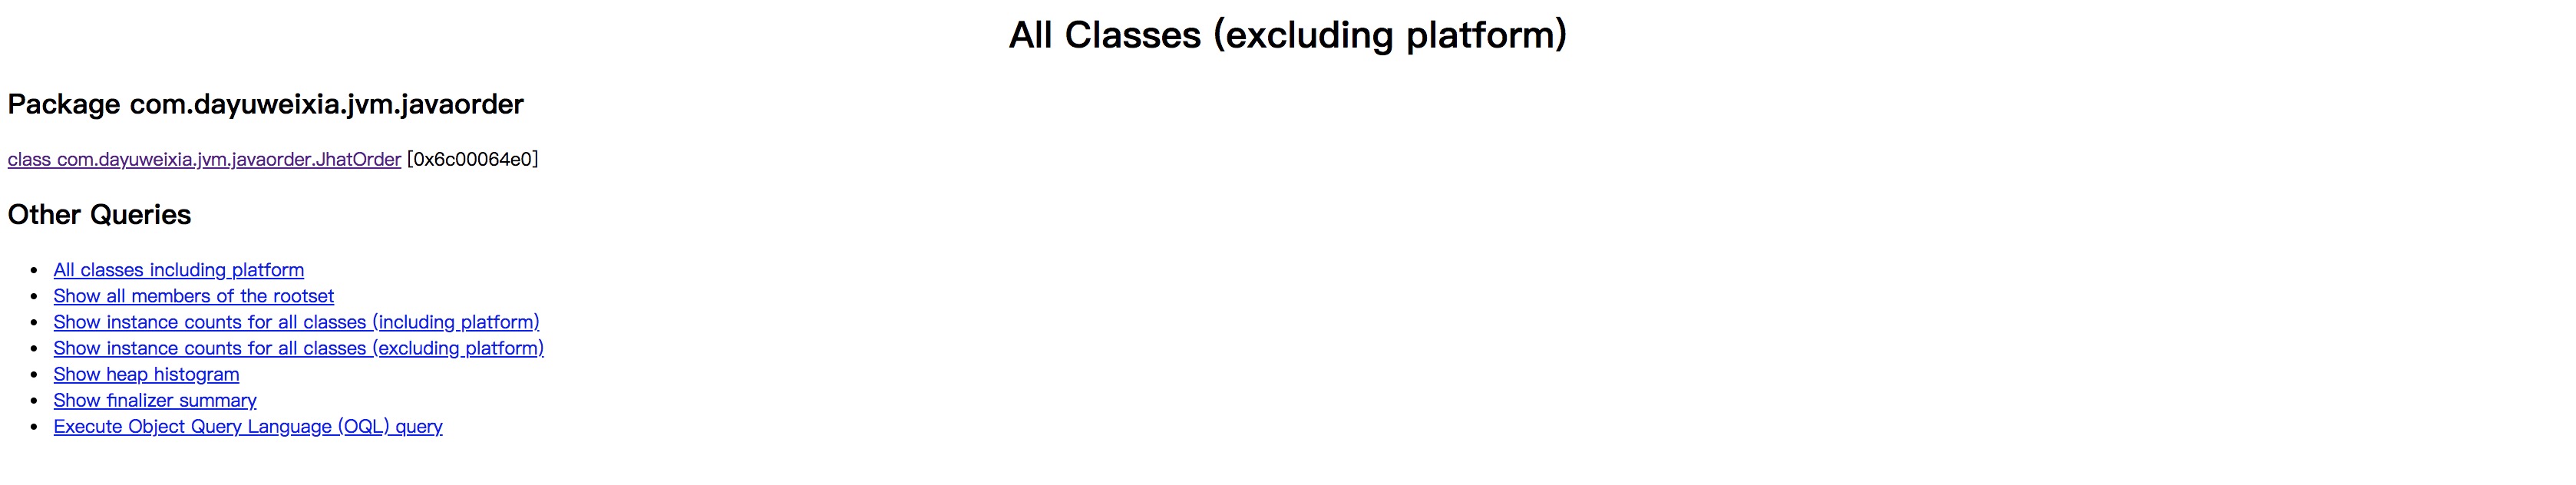 All Classes (excluding platform)
Package com.dayuweixia.jvm.javaorder
class com.dayuweixia.jvm.javaorder.JhatOrder [0x6c00064e0]
Other Queries
All classes including platform
Show all members of the rootset
Show instance counts for all classes (including platform)
Show instance counts for all classes (excluding platform)
Show heap histogram
Show finalizer summary
Execute Object Query Language (OQL) query